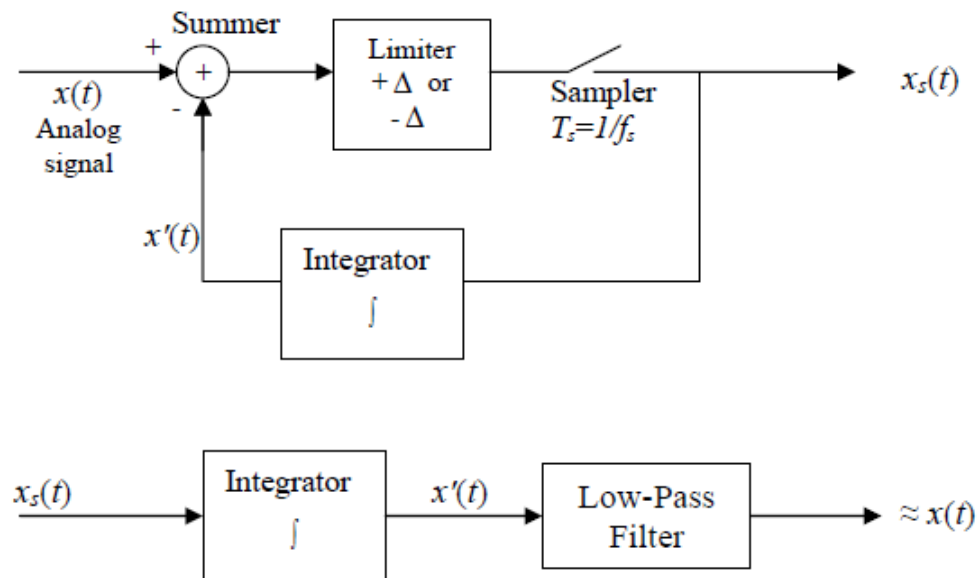 Summer
+
+
-
x(t)
Analog
signal
Limiter
+ Δ or
- Δ
Sampler
Tₛ=1/fₛ
xₛ(t)
x'(t)
Integrator
∫
xₛ(t)
Integrator
∫
x'(t)
Low-Pass
Filter
≈ x(t)